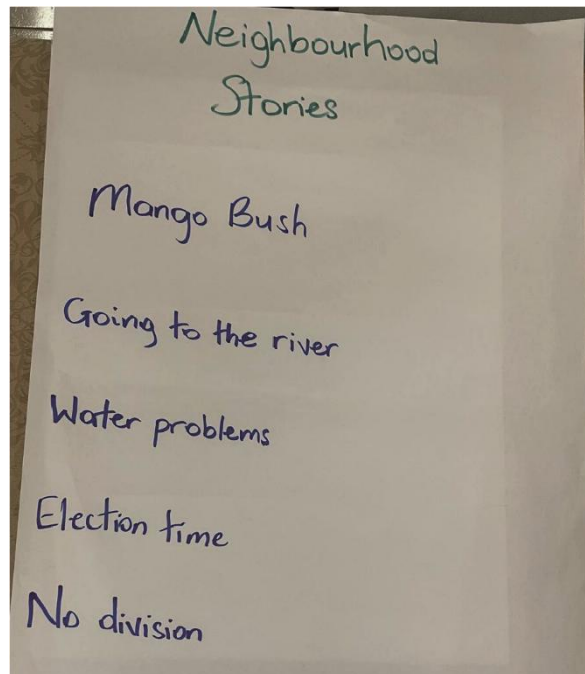 Neighbourhood
Stories
Mango Bush
Going to the river
Water problems
Election time
No division